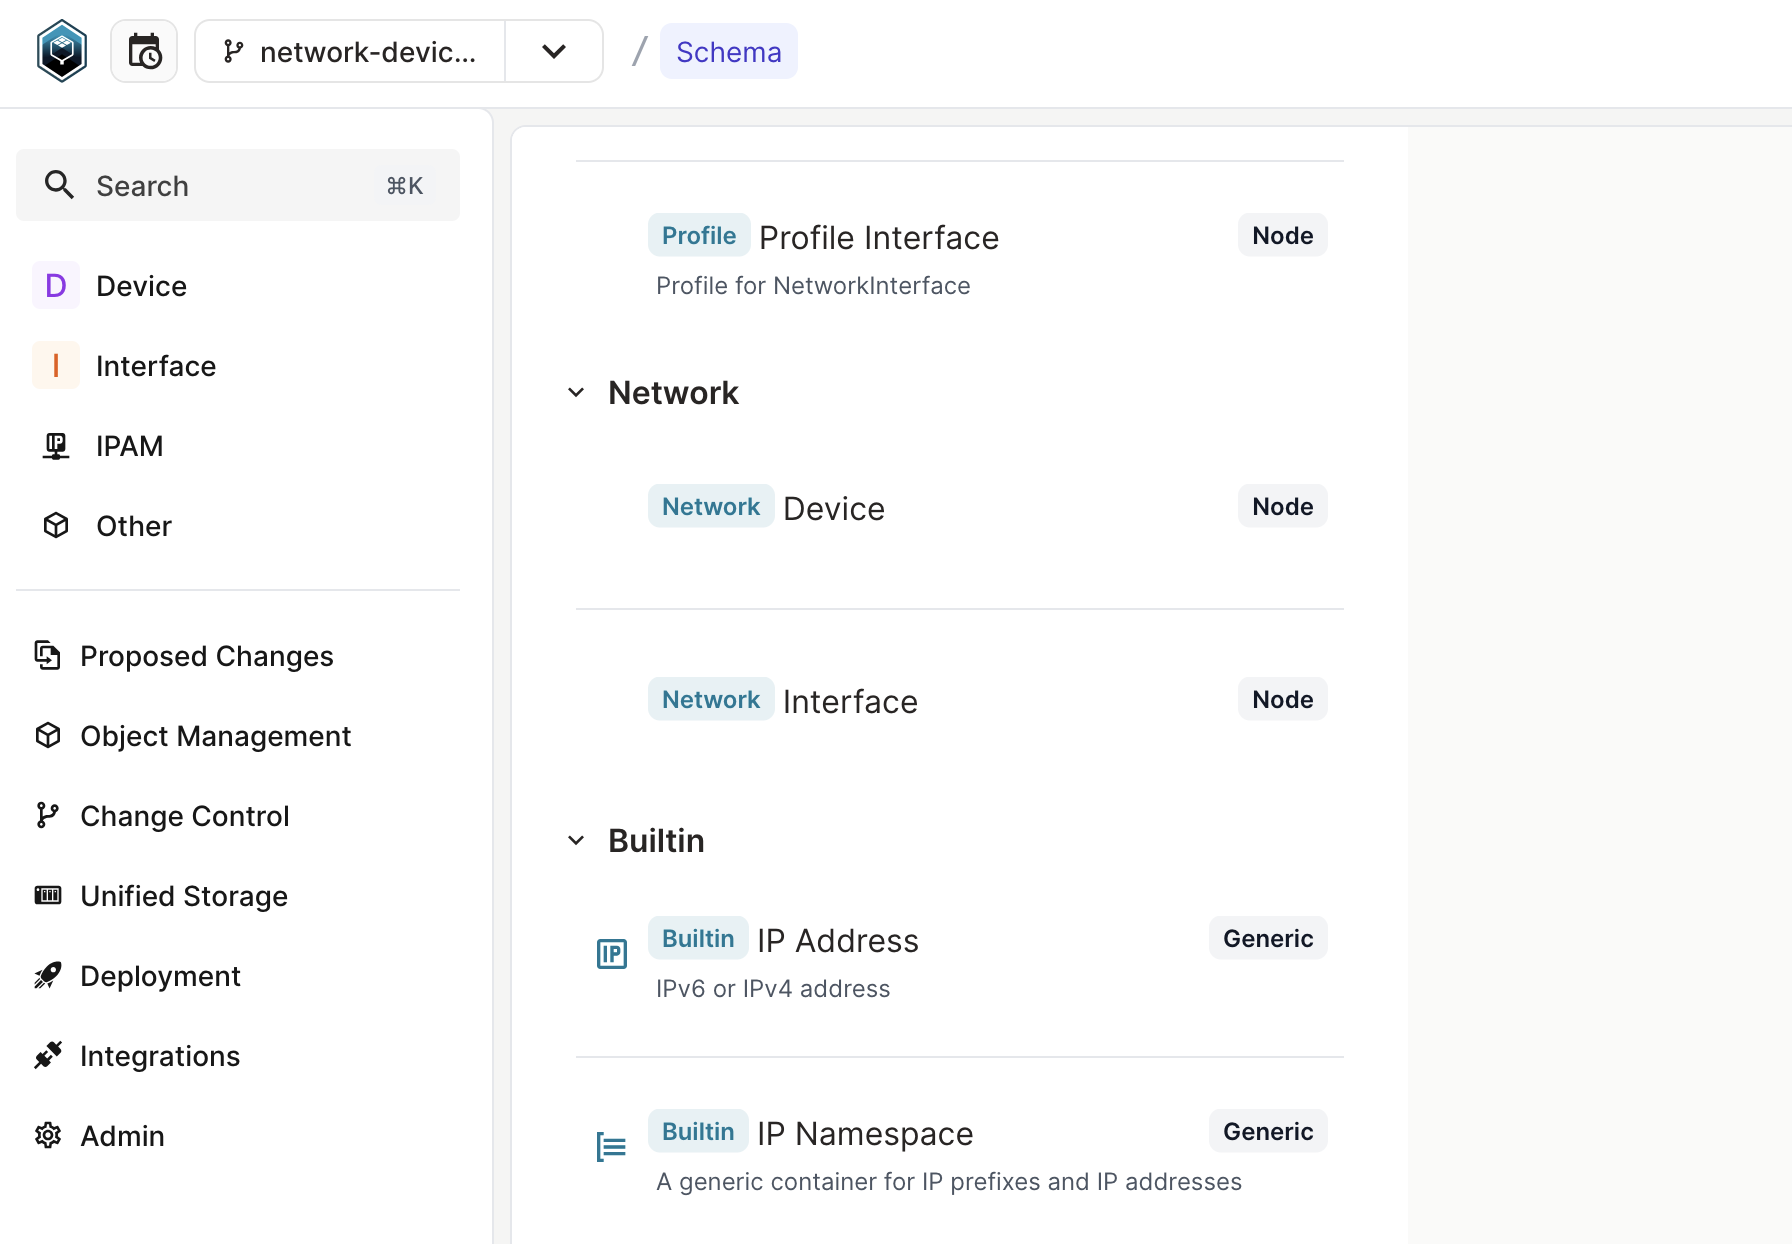 network-devic...
/
Schema
Search ⌘K
D Device
I Interface
IPAM
Other
Proposed Changes
Object Management
Change Control
Unified Storage
Deployment
Integrations
Admin
Profile Profile Interface Node
Profile for NetworkInterface
Network
Network Device Node
Network Interface Node
Builtin
IP Builtin IP Address Generic
IPv6 or IPv4 address
Builtin IP Namespace Generic
A generic container for IP prefixes and IP addresses